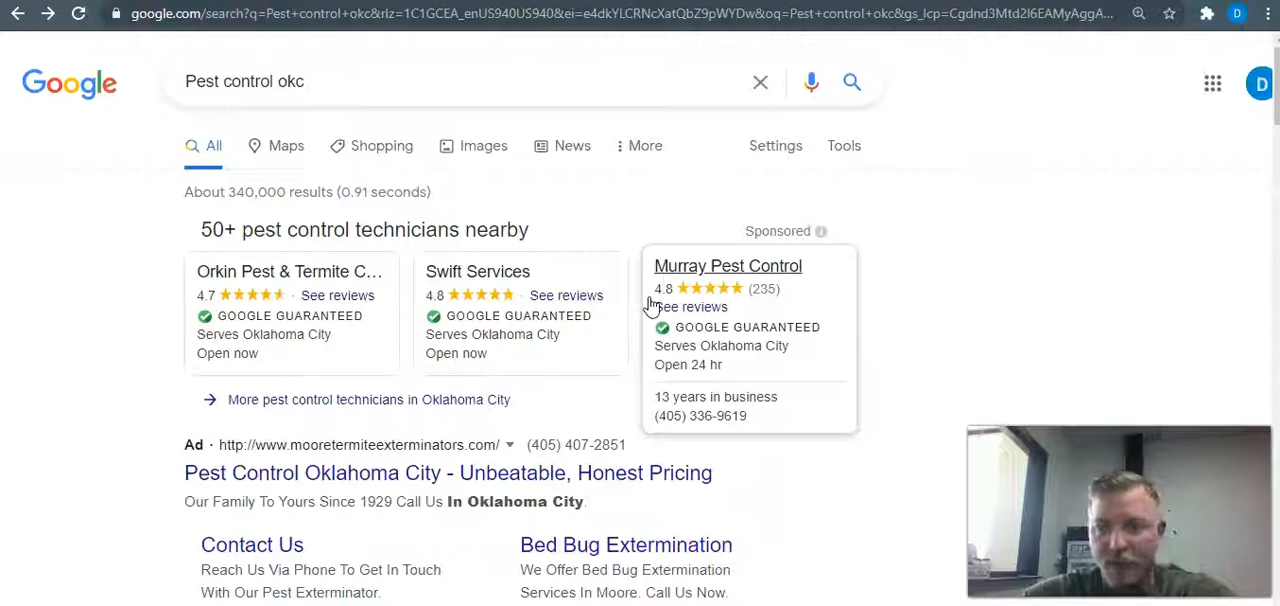 google.com/search?q=Pest+control+okc&rlz=1C1GCEA_enUS940US940&ei=e4dkYLCRNcXatQbZ9pWYDw&oq=Pest+control+okc&gs_lcp=Cgdnd3Mtd2l6EAMyAggA...
D
Google
Pest control okc
D
All
Maps
Shopping
Images
News
More
Settings
Tools
About 340,000 results (0.91 seconds)
50+ pest control technicians nearby
Sponsored
Orkin Pest & Termite C...
4.7 · See reviews
GOOGLE GUARANTEED
Serves Oklahoma City
Open now
Swift Services
4.8 · See reviews
GOOGLE GUARANTEED
Serves Oklahoma City
Open now
Murray Pest Control
4.8 (235)
See reviews
GOOGLE GUARANTEED
Serves Oklahoma City
Open 24 hr
13 years in business
(405) 336-9619
More pest control technicians in Oklahoma City
Ad · http://www.mooretermiteexterminators.com/ (405) 407-2851
Pest Control Oklahoma City - Unbeatable, Honest Pricing
Our Family To Yours Since 1929 Call Us In Oklahoma City.
Contact Us
Reach Us Via Phone To Get In Touch
With Our Pest Exterminator.
Bed Bug Extermination
We Offer Bed Bug Extermination
Services In Moore. Call Us Now.